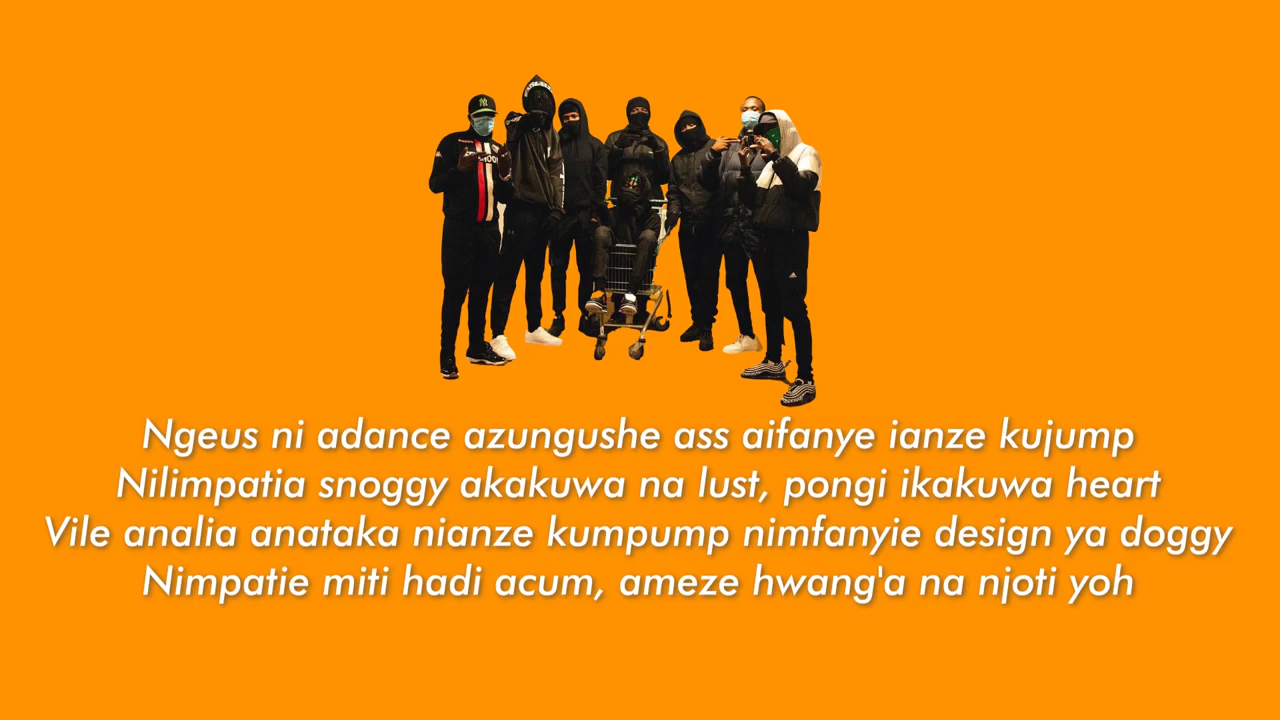 Ngeus ni adance azungushe ass aifanye ianze kujump
Nilimpatia snoggy akakuwa na lust, pongi ikakuwa heart
Vile analia anataka nianze kumpump nimfanyie design ya doggy
Nimpatie miti hadi acum, ameze hwang'a na njoti yoh